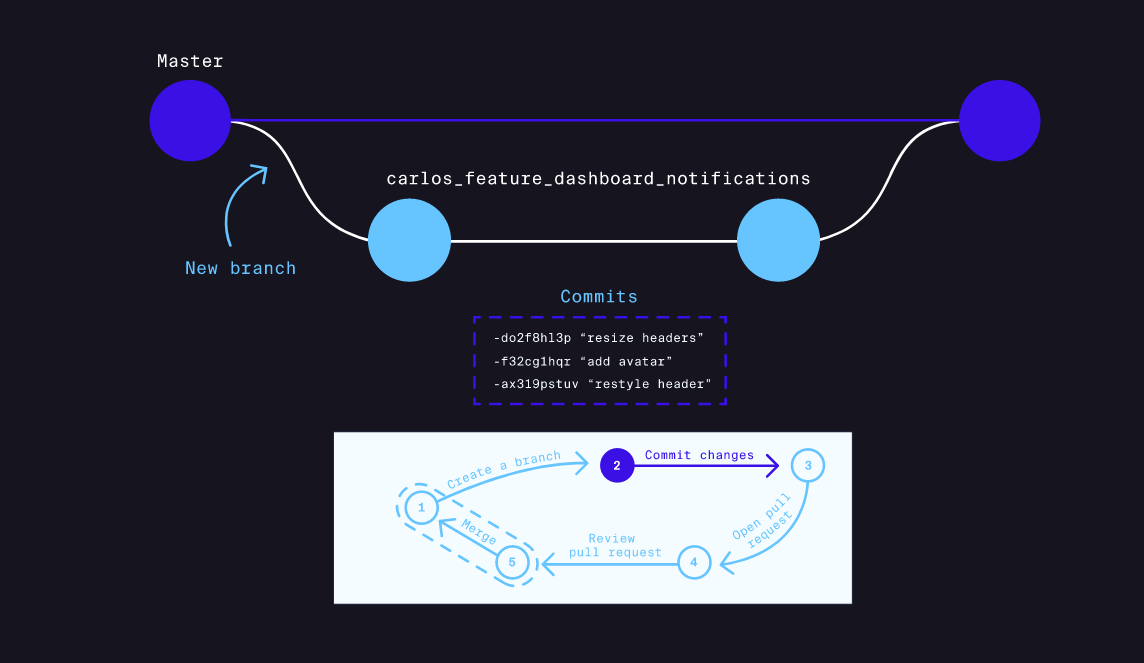 Master
carlos_feature_dashboard_notifications
New branch
Commits
-do2f8hl3p “resize headers”
-f32cg1hqr “add avatar”
-ax319pstuv “restyle header”
Create a branch
2
Commit changes
3
1
Merge
5
Review
pull request
4
Open pull
request